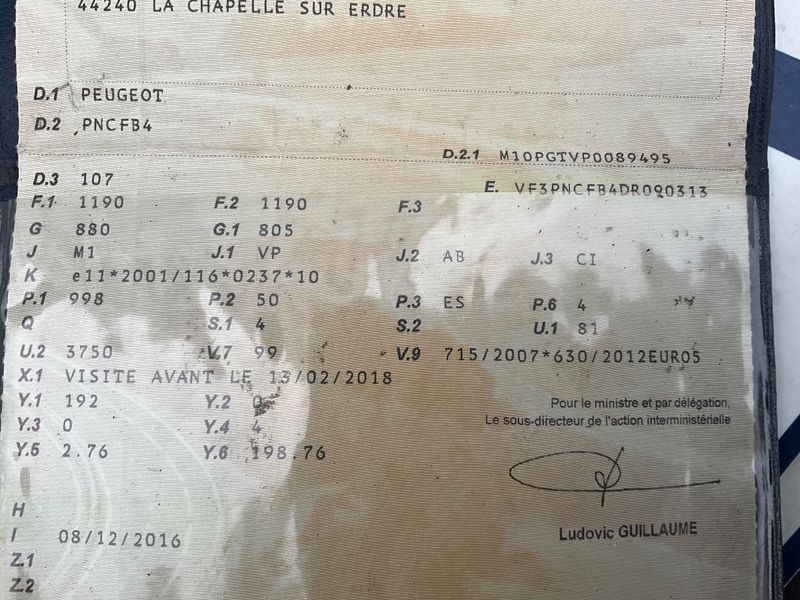 44240 LA CHAPELLE SUR ERDRE
D.1 PEUGEOT
D.2 PNCFB4
D.2.1 M10PGTVP0089495
D.3 107
E. VF3PNCFB4DR090313
F.1 1190 F.2 1190 F.3
G 880 G.1 805
J M1 J.1 VP J.2 AB J.3 CI
K e11*2001/116*0237*10
P.1 998 P.2 50 P.3 ES P.6 4
Q S.1 4 S.2 U.1 81
U.2 3750 V.7 99 V.9 715/2007*630/2012EURO5
X.1 VISITE AVANT LE 13/02/2018
Y.1 192 Y.2 0
Y.3 0 Y.4 4
Y.5 2.76 Y.6 198.76
Pour le ministre et par délégation,
Le sous-directeur de l'action interministérielle
Ludovic GUILLAUME
H
I 08/12/2016
Z.1
Z.2